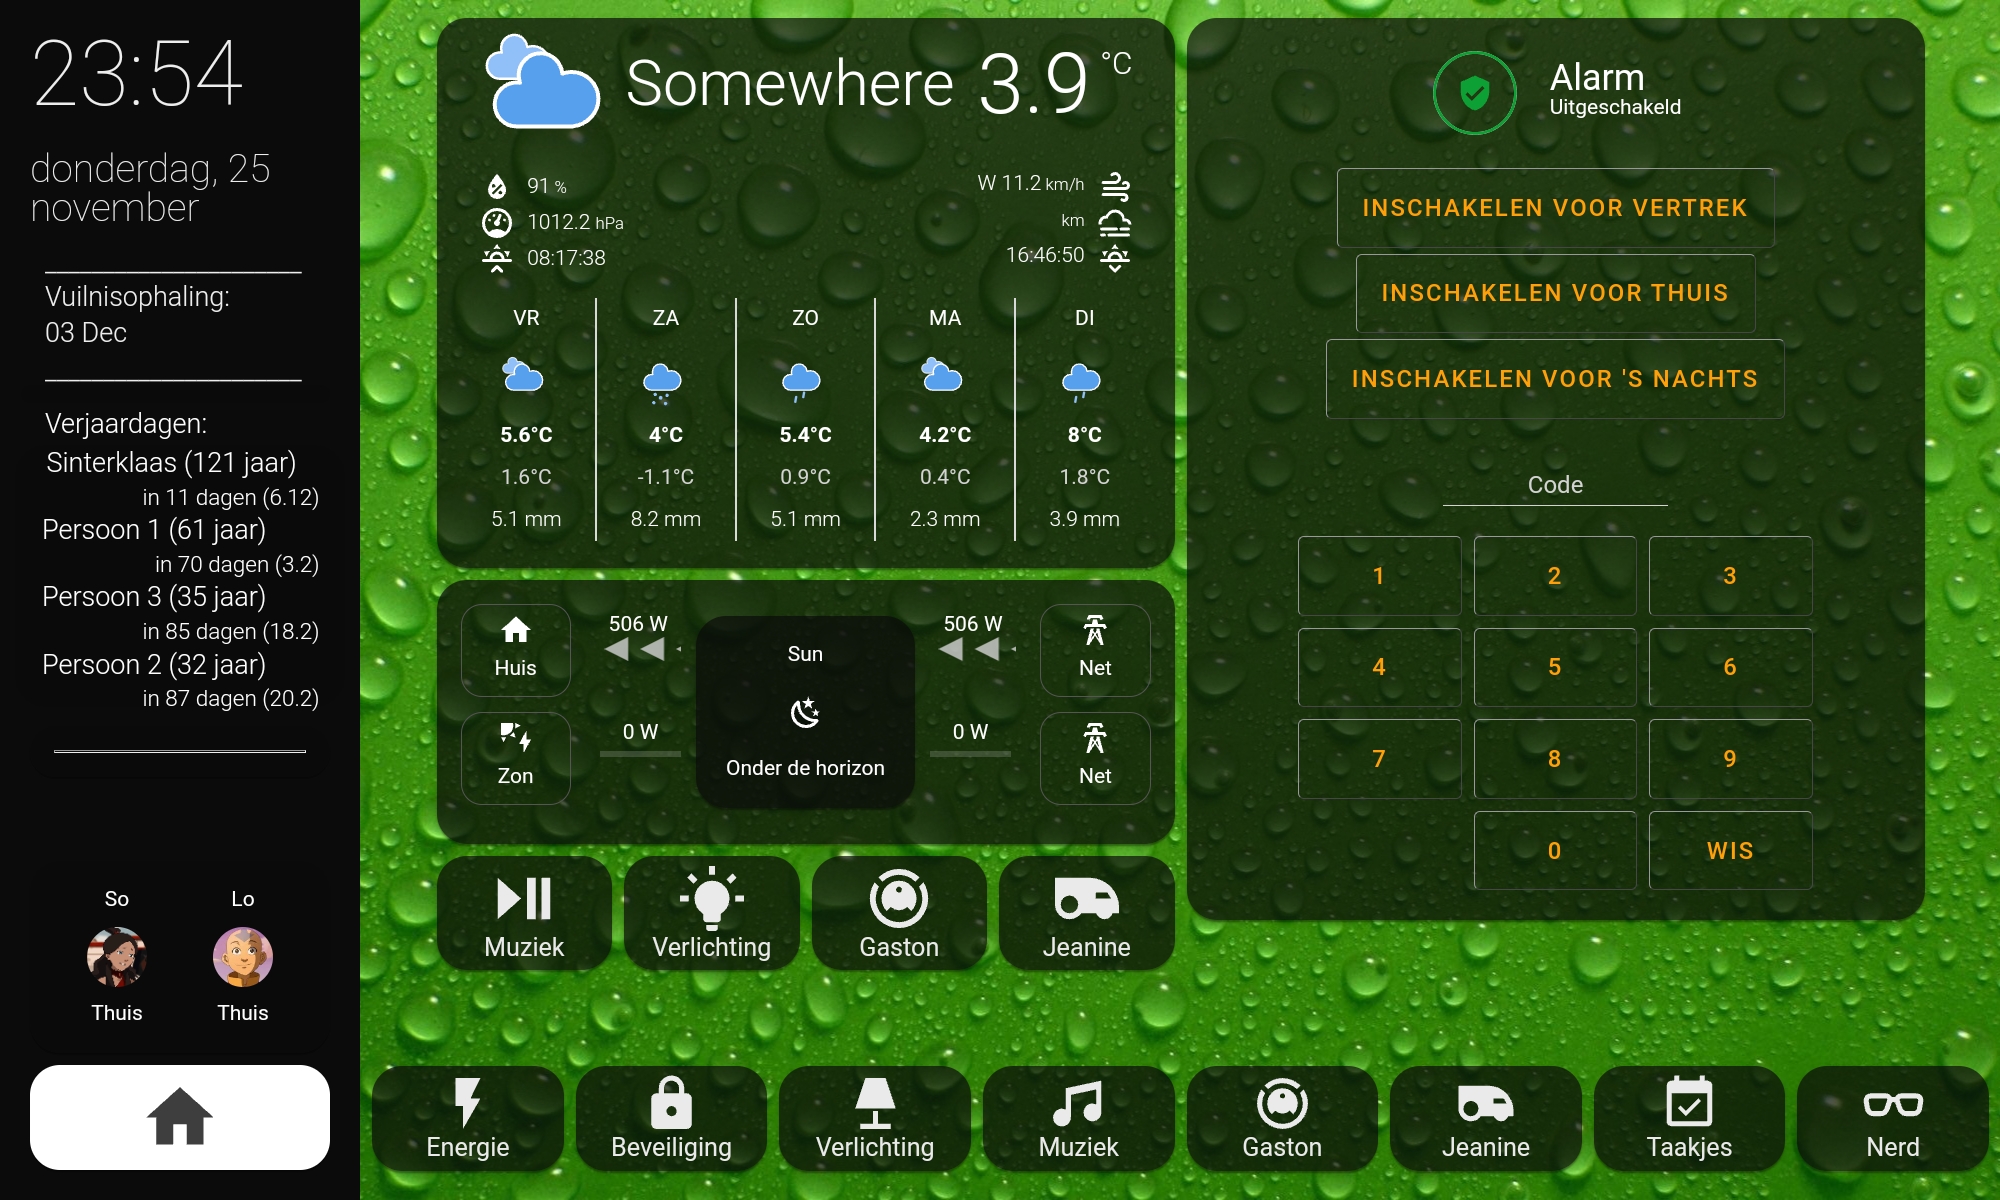 23:54
donderdag, 25
november
Vuilnisophaling:
03 Dec
Verjaardagen:
Sinterklaas (121 jaar)
in 11 dagen (6.12)
Persoon 1 (61 jaar)
in 70 dagen (3.2)
Persoon 3 (35 jaar)
in 85 dagen (18.2)
Persoon 2 (32 jaar)
in 87 dagen (20.2)
So Lo
Thuis Thuis
Somewhere 3.9 °C
91 % W 11.2 km/h
1012.2 hPa km
08:17:38 16:46:50
VR ZA ZO MA DI
5.6°C 4°C 5.4°C 4.2°C 8°C
1.6°C -1.1°C 0.9°C 0.4°C 1.8°C
5.1 mm 8.2 mm 5.1 mm 2.3 mm 3.9 mm
506 W 506 W
Huis Sun Net
0 W 0 W
Zon Onder de horizon Net
Muziek Verlichting Gaston Jeanine
Alarm
Uitgeschakeld
INSCHAKELEN VOOR VERTREK
INSCHAKELEN VOOR THUIS
INSCHAKELEN VOOR 'S NACHTS
Code
1 2 3
4 5 6
7 8 9
0 WIS
Energie Beveiliging Verlichting Muziek Gaston Jeanine Taakjes Nerd